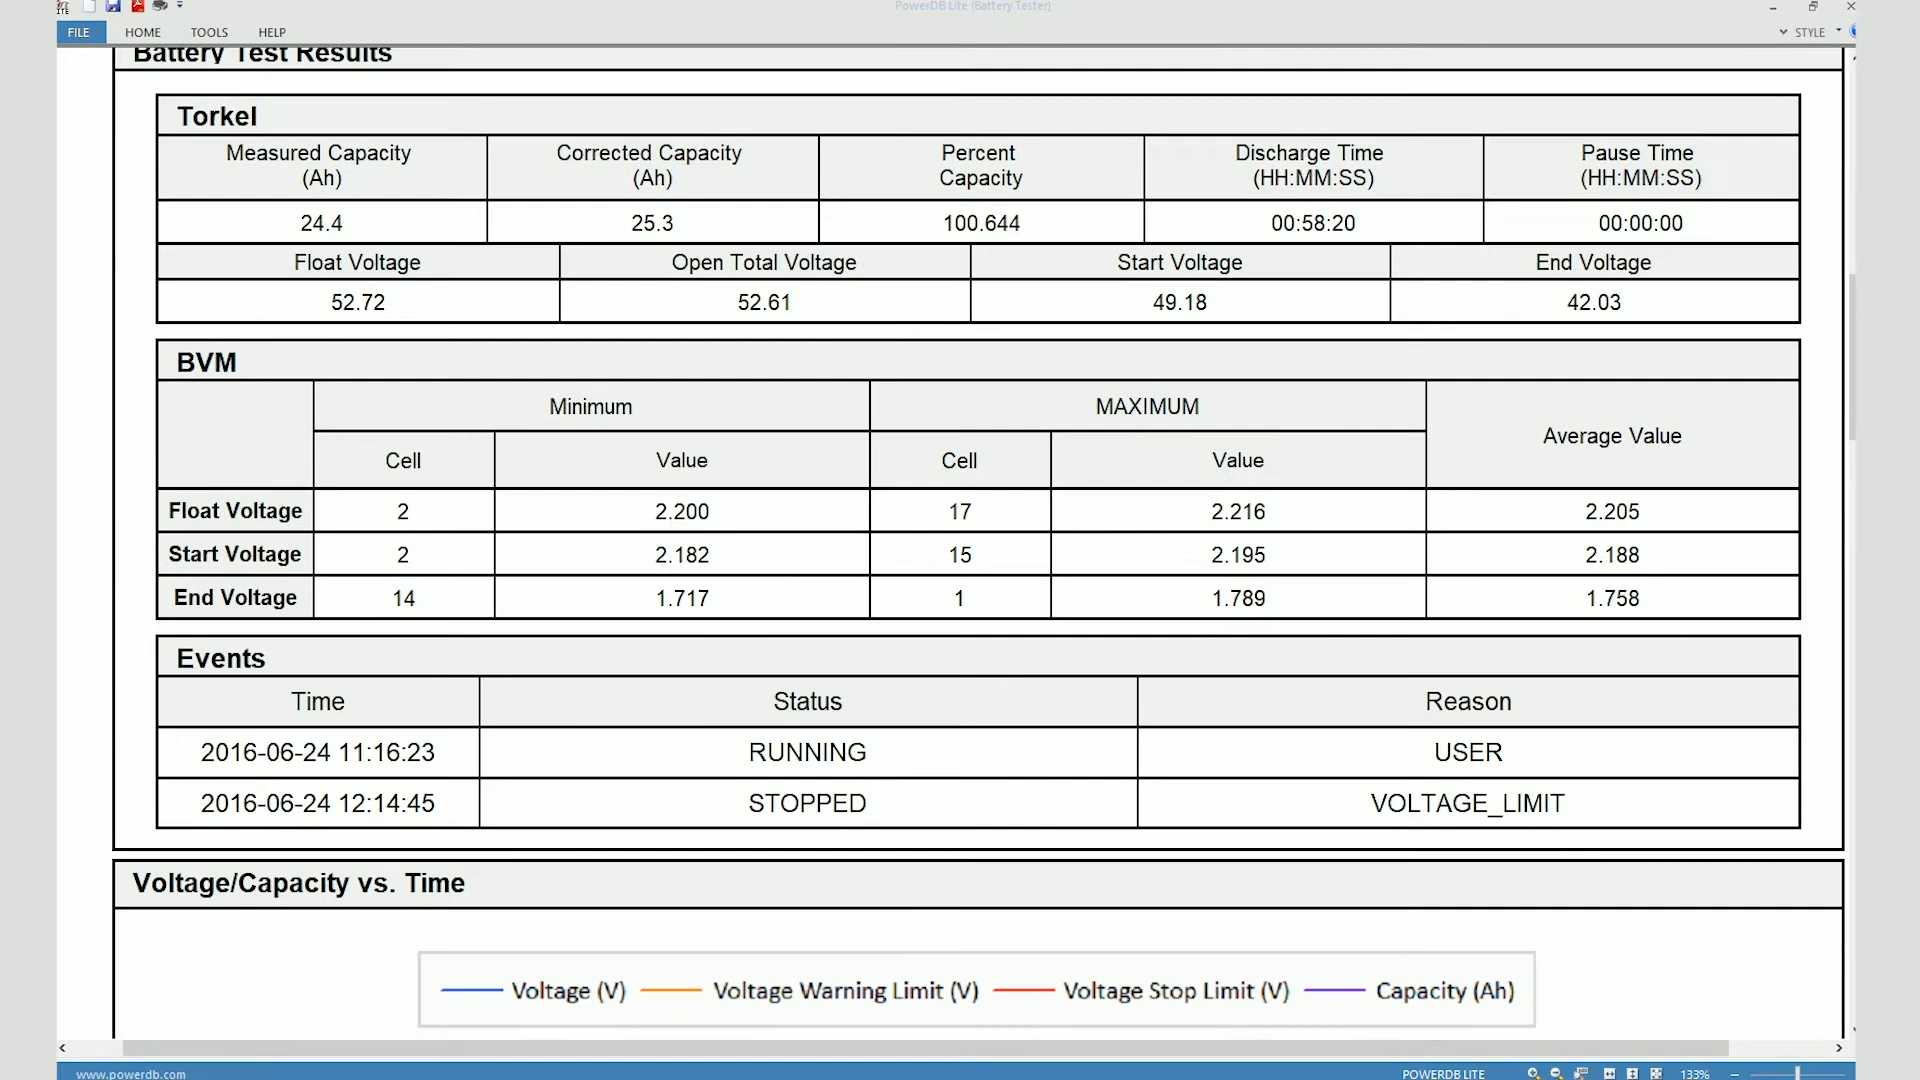 PowerDB Lite (Battery Tester)
FILE HOME TOOLS HELP STYLE
Battery Test Results
Torkel
Measured Capacity (Ah) Corrected Capacity (Ah) Percent Capacity Discharge Time (HH:MM:SS) Pause Time (HH:MM:SS)
24.4 25.3 100.644 00:58:20 00:00:00
Float Voltage Open Total Voltage Start Voltage End Voltage
52.72 52.61 49.18 42.03
BVM
Minimum MAXIMUM Average Value
Cell Value Cell Value
Float Voltage 2 2.200 17 2.216 2.205
Start Voltage 2 2.182 15 2.195 2.188
End Voltage 14 1.717 1 1.789 1.758
Events
Time Status Reason
2016-06-24 11:16:23 RUNNING USER
2016-06-24 12:14:45 STOPPED VOLTAGE_LIMIT
Voltage/Capacity vs. Time
Voltage (V) Voltage Warning Limit (V) Voltage Stop Limit (V) Capacity (Ah)
www.powerdb.com POWERDB LITE 133%